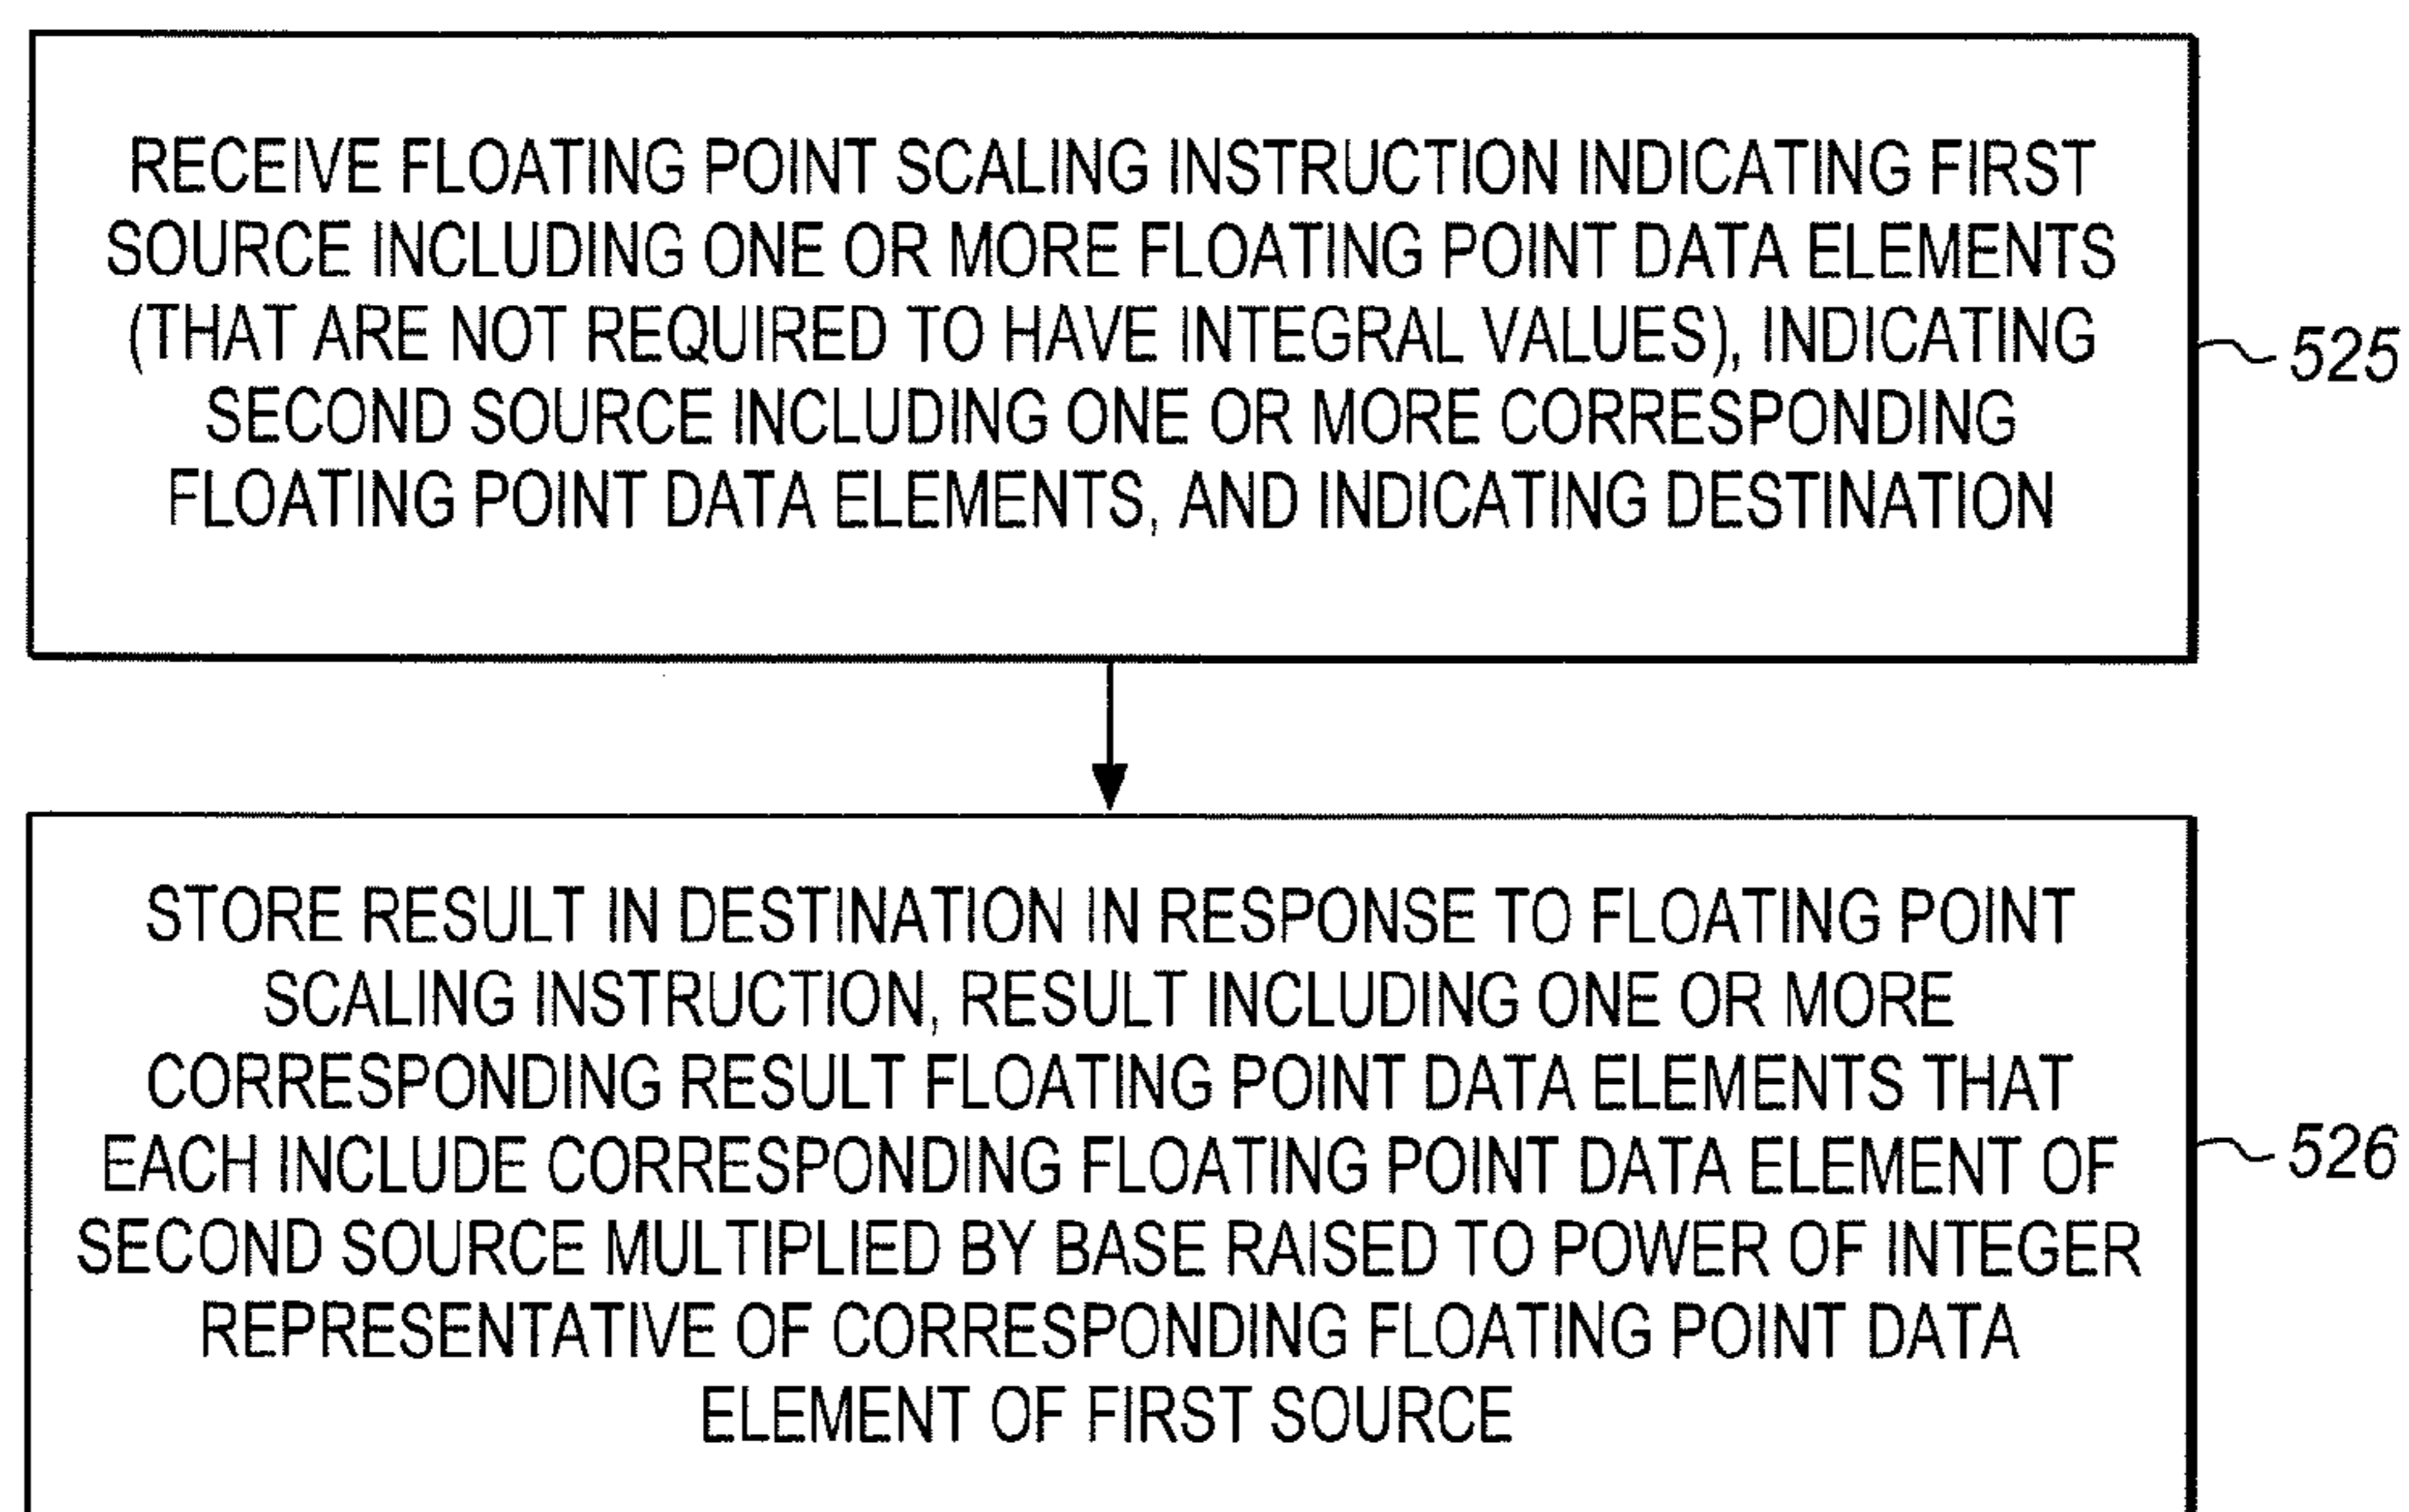 RECEIVE FLOATING POINT SCALING INSTRUCTION INDICATING FIRST
SOURCE INCLUDING ONE OR MORE FLOATING POINT DATA ELEMENTS
(THAT ARE NOT REQUIRED TO HAVE INTEGRAL VALUES), INDICATING
SECOND SOURCE INCLUDING ONE OR MORE CORRESPONDING
FLOATING POINT DATA ELEMENTS, AND INDICATING DESTINATION
525
STORE RESULT IN DESTINATION IN RESPONSE TO FLOATING POINT
SCALING INSTRUCTION, RESULT INCLUDING ONE OR MORE
CORRESPONDING RESULT FLOATING POINT DATA ELEMENTS THAT
EACH INCLUDE CORRESPONDING FLOATING POINT DATA ELEMENT OF
SECOND SOURCE MULTIPLIED BY BASE RAISED TO POWER OF INTEGER
REPRESENTATIVE OF CORRESPONDING FLOATING POINT DATA
ELEMENT OF FIRST SOURCE
526